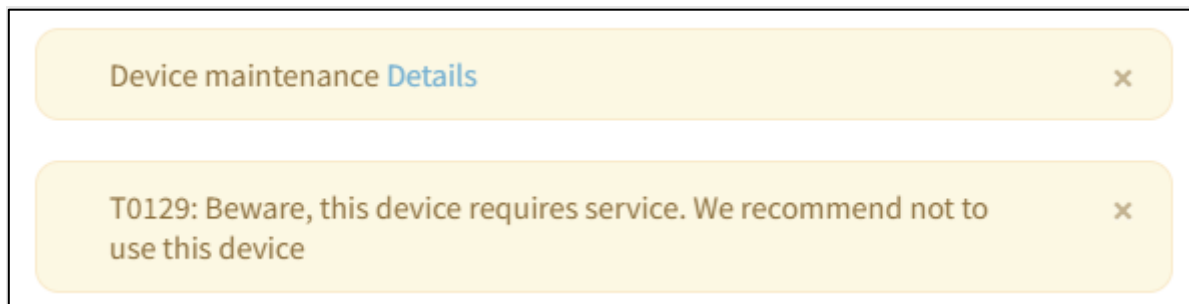 Device maintenance Details
T0129: Beware, this device requires service. We recommend not to
use this device